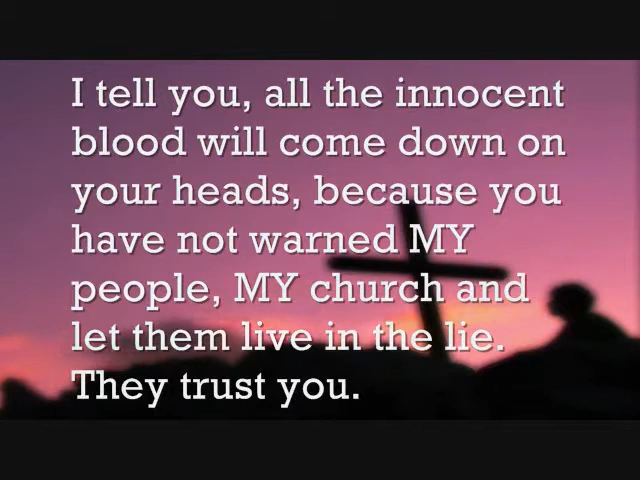 I tell you, all the innocent
blood will come down on
your heads, because you
have not warned MY
people, MY church and
let them live in the lie.
They trust you.